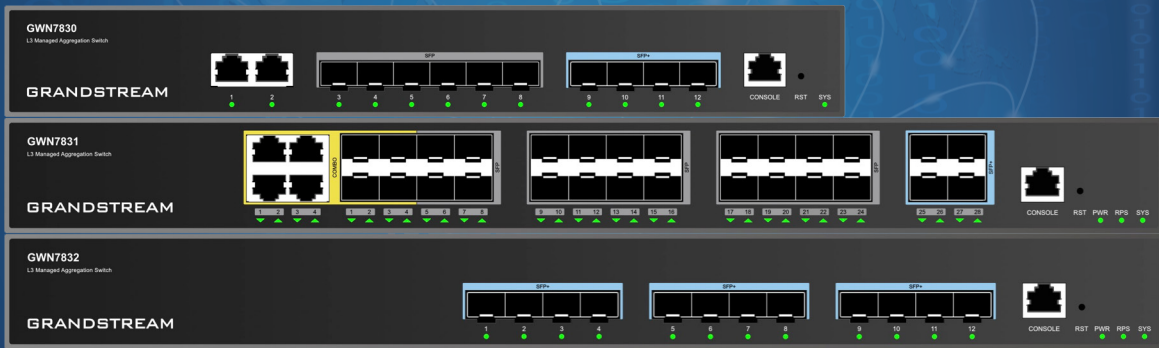 GWN7830
L3 Managed Aggregation Switch
SFP
SFP+
GRANDSTREAM
1 2 3 4 5 6 7 8 9 10 11 12
CONSOLE RST SYS
GWN7831
L3 Managed Aggregation Switch
COMBO
SFP
SFP
SFP
SFP+
GRANDSTREAM
1 2 3 4 1 2 3 4 5 6 7 8 9 10 11 12 13 14 15 16 17 18 19 20 21 22 23 24 25 26 27 28
CONSOLE RST PWR RPS SYS
GWN7832
L3 Managed Aggregation Switch
SFP+ SFP+ SFP+
GRANDSTREAM
1 2 3 4 5 6 7 8 9 10 11 12
CONSOLE RST PWR RPS SYS